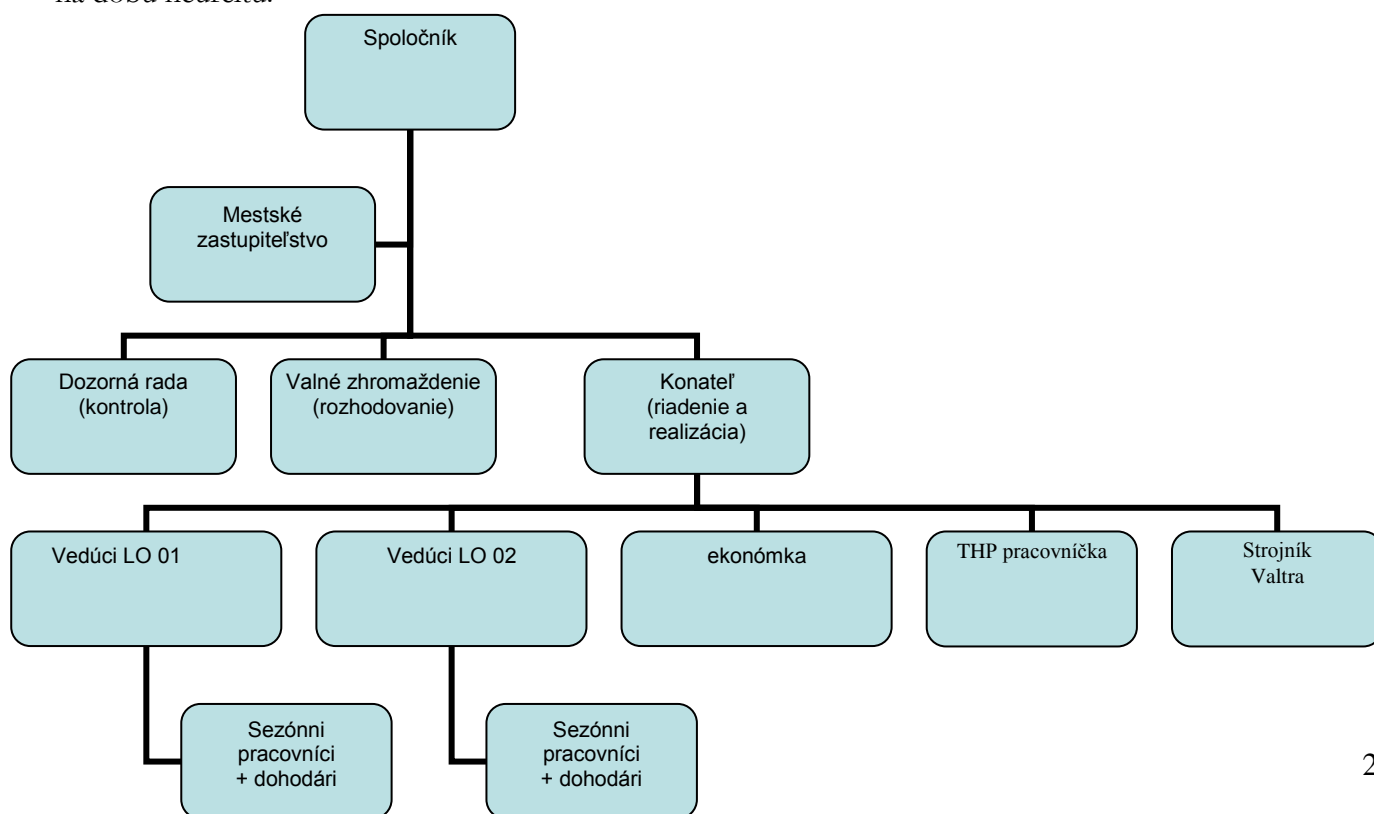 na dobu neurčitú.
Spoločník
Mestské
zastupiteľstvo
Dozorná rada
(kontrola)
Valné zhromaždenie
(rozhodovanie)
Konateľ
(riadenie a
realizácia)
Vedúci LO 01
Vedúci LO 02
ekonómka
THP pracovníčka
Strojník
Valtra
Sezónni
pracovníci
+ dohodári
Sezónni
pracovníci
+ dohodári
2